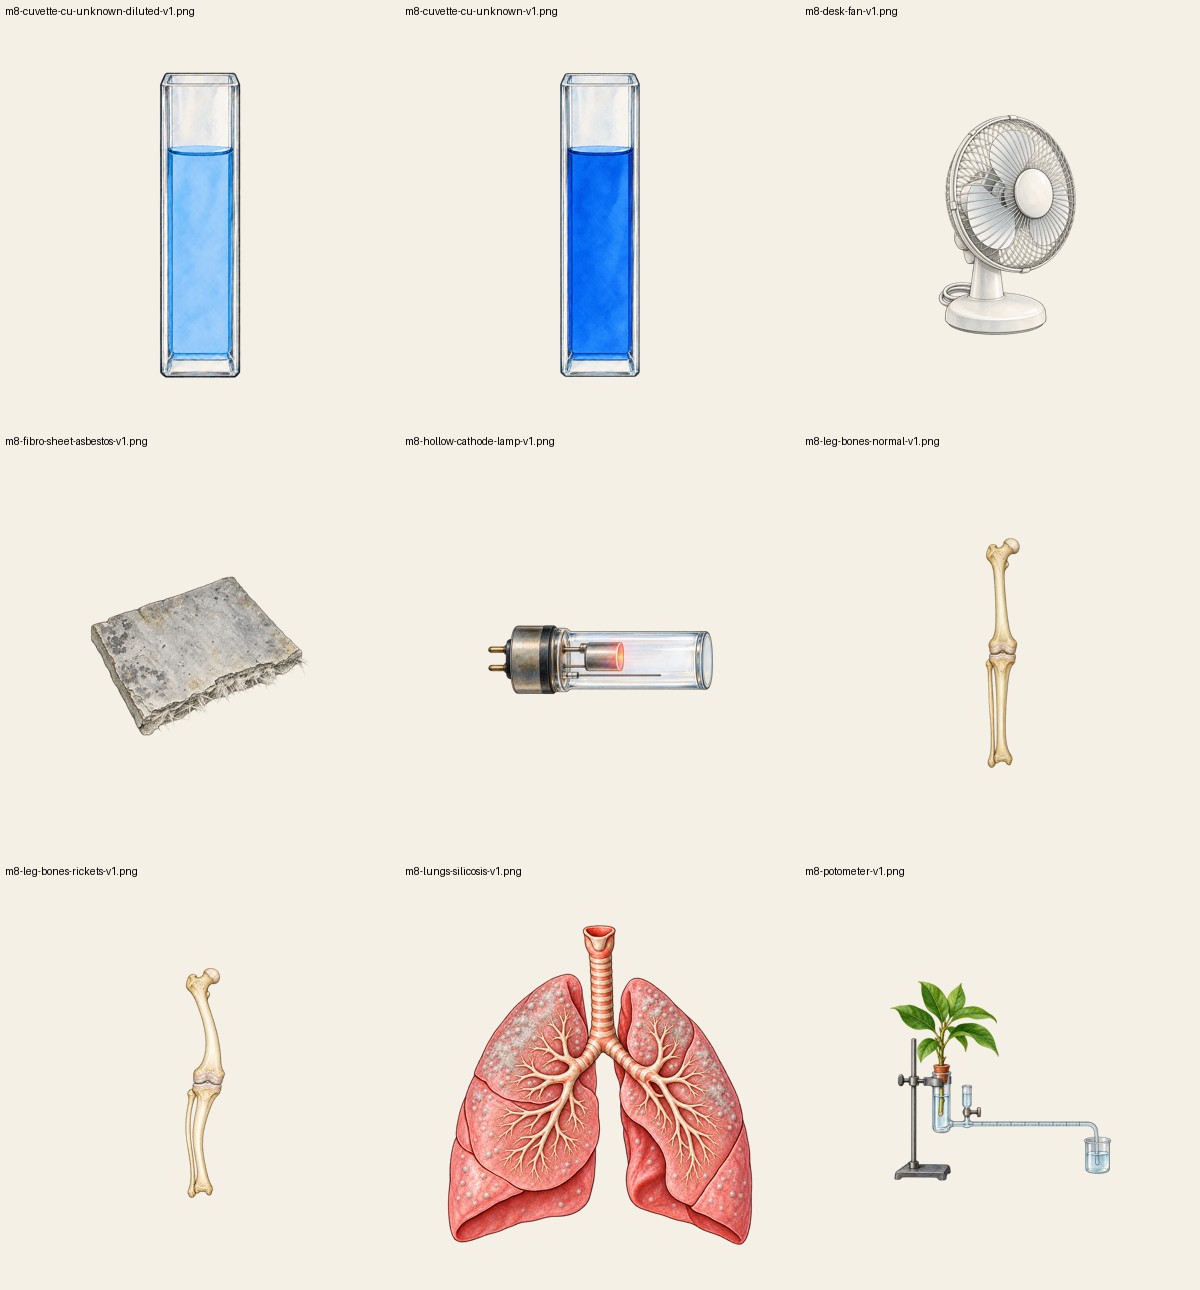 m8-cuvette-cu-unknown-diluted-v1.png
m8-cuvette-cu-unknown-v1.png
m8-desk-fan-v1.png
m8-fibro-sheet-asbestos-v1.png
m8-hollow-cathode-lamp-v1.png
m8-leg-bones-normal-v1.png
m8-leg-bones-rickets-v1.png
m8-lungs-silicosis-v1.png
m8-potometer-v1.png